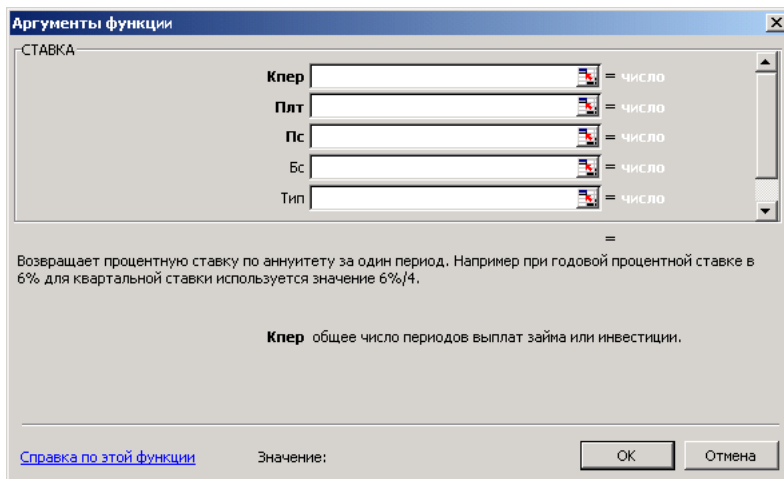 Аргументы функции
СТАВКА
Кпер = число
Плт = число
Пс = число
Бс = число
Тип = число
=
Возвращает процентную ставку по аннуитету за один период. Например при годовой процентной ставке в
6% для квартальной ставки используется значение 6%/4.
Кпер общее число периодов выплат займа или инвестиции.
Справка по этой функции Значение: ОК Отмена